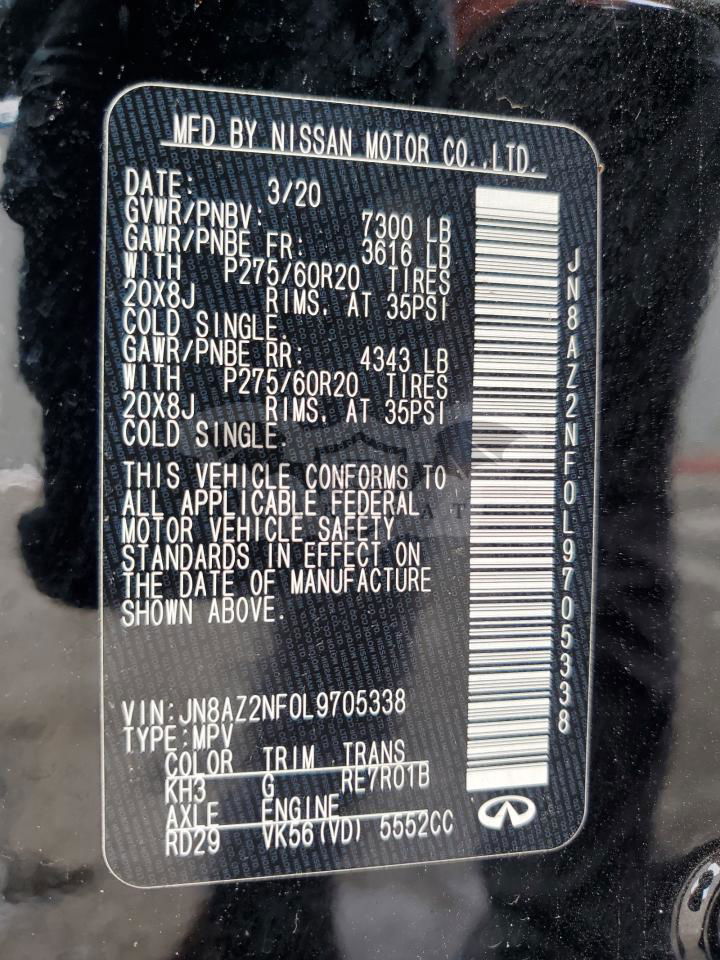 MFD BY NISSAN MOTOR CO.,LTD.
DATE: 3/20
GVWR/PNBV: 7300 LB
GAWR/PNBE FR: 3616 LB
WITH P275/60R20 TIRES
20X8J RIMS, AT 35PSI
COLD SINGLE.
GAWR/PNBE RR: 4343 LB
WITH P275/60R20 TIRES
20X8J RIMS, AT 35PSI
COLD SINGLE.
THIS VEHICLE CONFORMS TO
ALL APPLICABLE FEDERAL
MOTOR VEHICLE SAFETY
STANDARDS IN EFFECT ON
THE DATE OF MANUFACTURE
SHOWN ABOVE.
VIN:JN8AZ2NF0L9705338
TYPE:MPV
COLOR TRIM TRANS
KH3 G RE7R01B
AXLE ENGINE
RD29 VK56(VD) 5552CC
JN8AZ2NF0L9705338